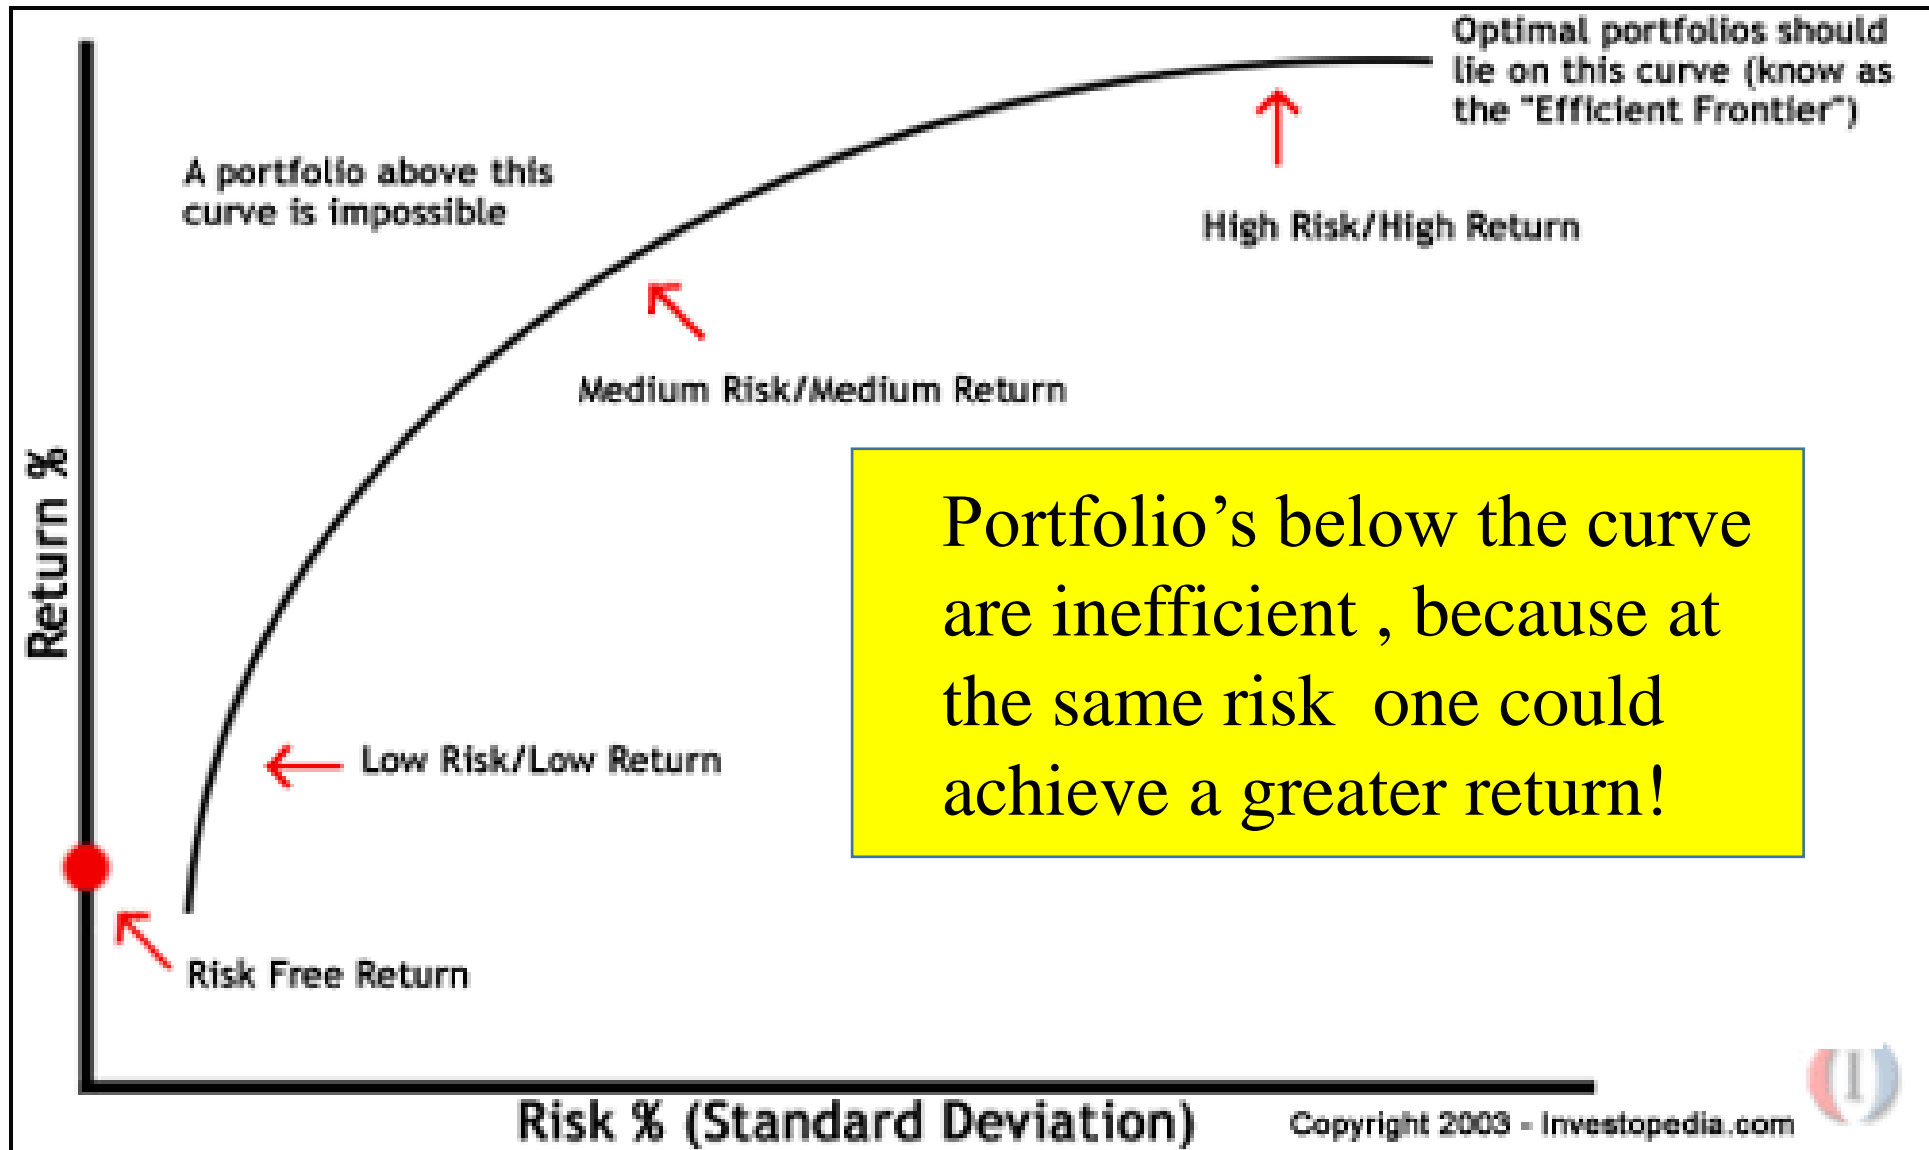 Optimal portfolios should
lie on this curve (know as
the "Efficient Frontier")
A portfolio above this
curve is impossible
High Risk/High Return
Medium Risk/Medium Return
Return %
Portfolio’s below the curve
are inefficient , because at
the same risk one could
achieve a greater return!
Low Risk/Low Return
Risk Free Return
Risk % (Standard Deviation)
Copyright 2003 - Investopedia.com
I